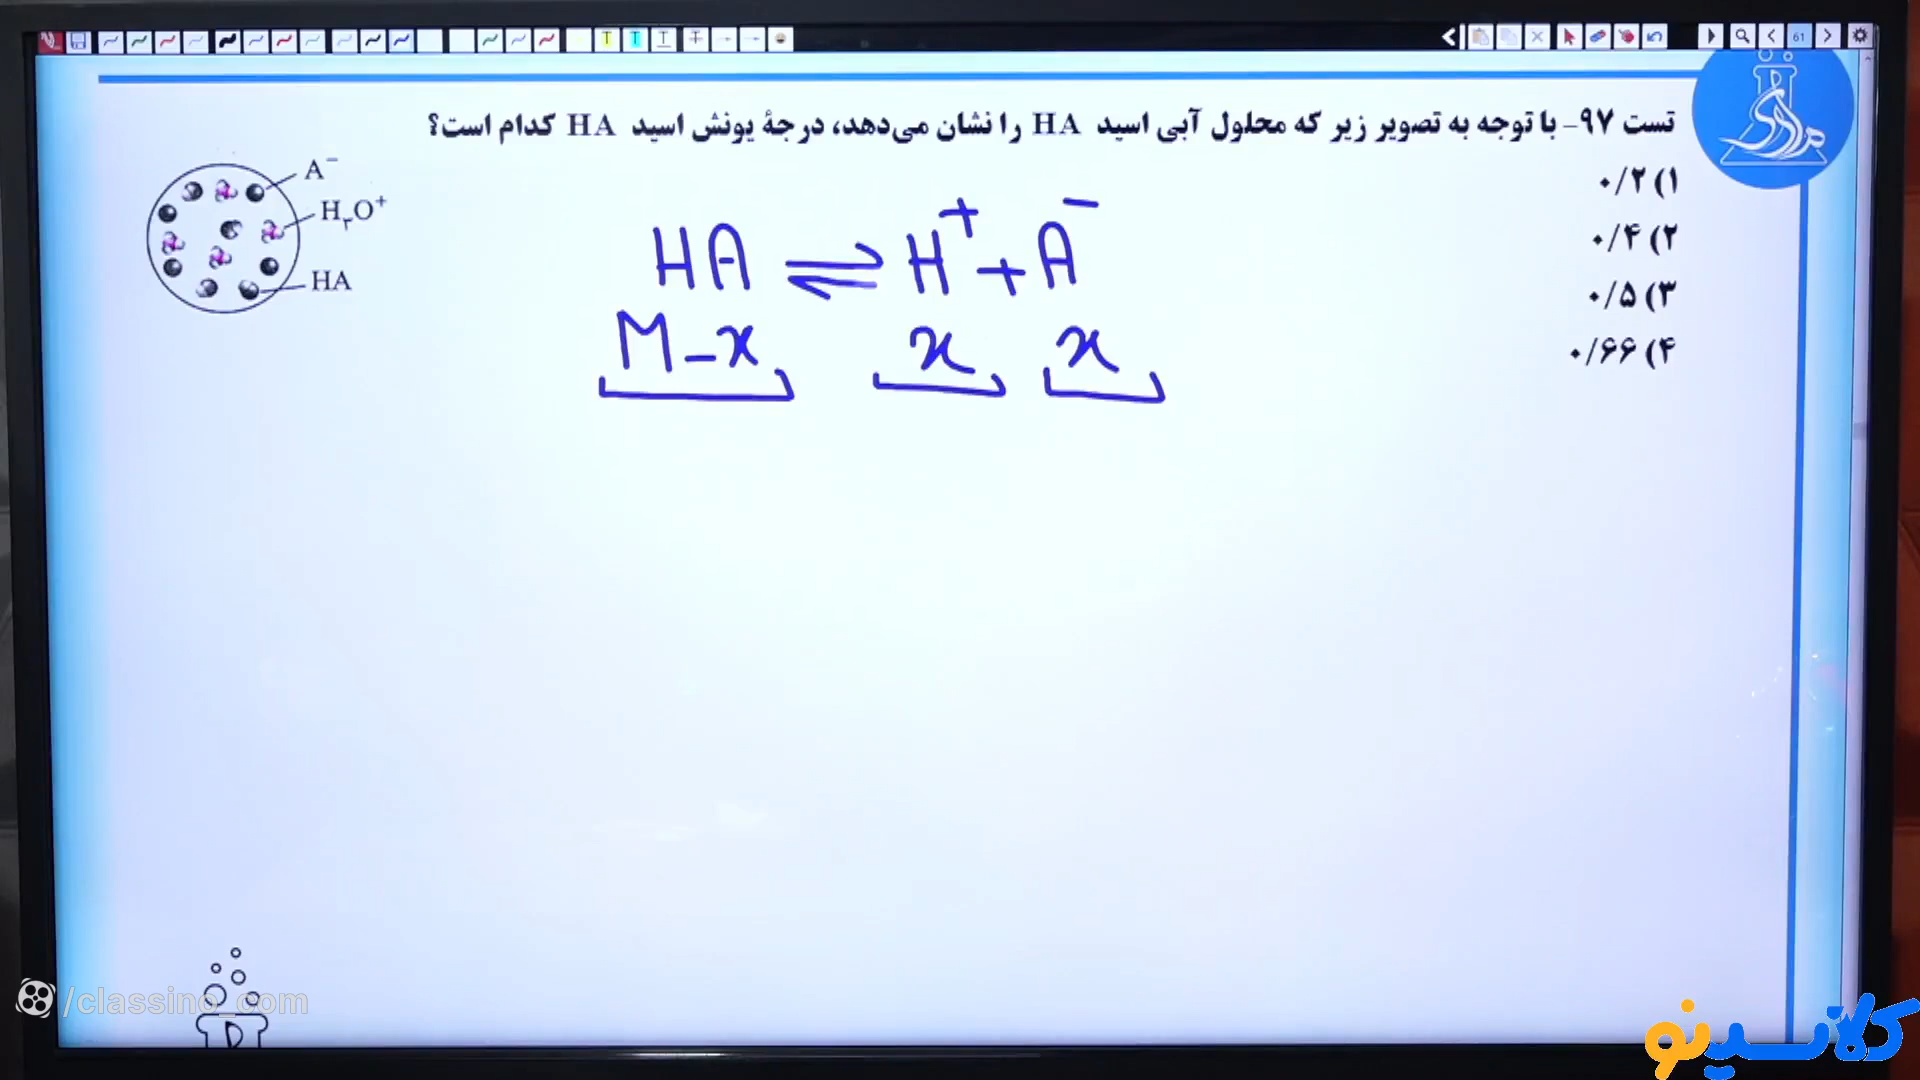 تست ۹۷- با توجه به تصویر زیر که محلول آبی اسید HA را نشان می‌دهد، درجهٔ یونش اسید HA کدام است؟
۱) ۰/۲
۲) ۰/۴
۳) ۰/۵
۴) ۰/۶۶
A⁻
H₃O⁺
HA
HA ⇌ H⁺ + A⁻
M-x x x
61
/classino_com
کلاسینو